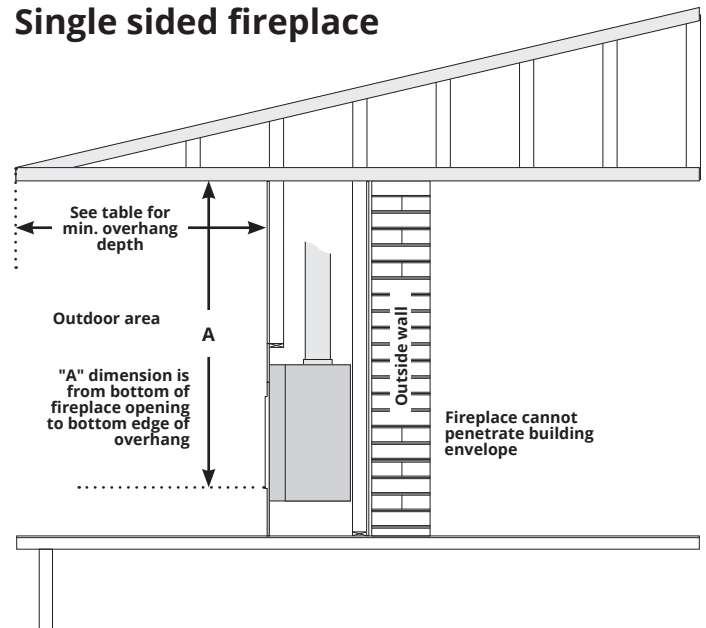 Single sided fireplace
See table for
min. overhang
depth
Outdoor area
A
"A" dimension is
from bottom of
fireplace opening
to bottom edge of
overhang
Outside wall
Fireplace cannot
penetrate building
envelope